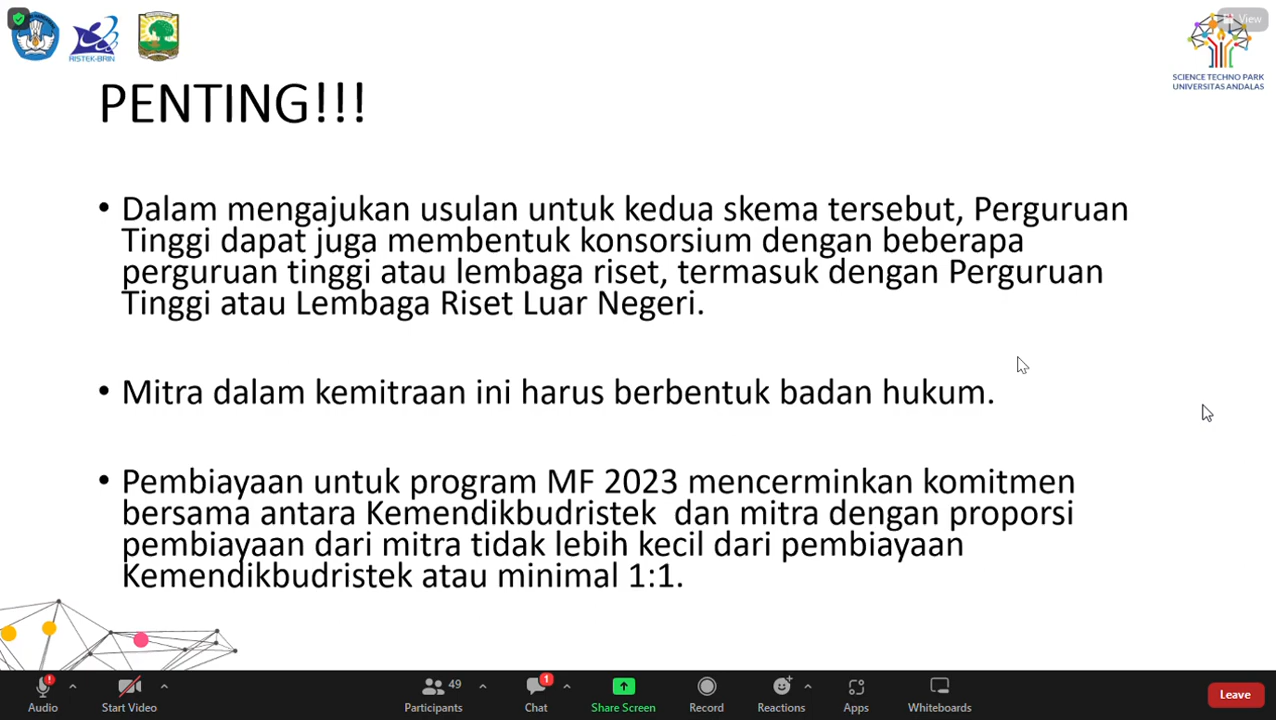 RISTEK-BRIN
View
SCIENCE TECHNO PARK
UNIVERSITAS ANDALAS
PENTING!!!
• Dalam mengajukan usulan untuk kedua skema tersebut, Perguruan
Tinggi dapat juga membentuk konsorsium dengan beberapa
perguruan tinggi atau lembaga riset, termasuk dengan Perguruan
Tinggi atau Lembaga Riset Luar Negeri.
• Mitra dalam kemitraan ini harus berbentuk badan hukum.
• Pembiayaan untuk program MF 2023 mencerminkan komitmen
bersama antara Kemendikbudristek dan mitra dengan proporsi
pembiayaan dari mitra tidak lebih kecil dari pembiayaan
Kemendikbudristek atau minimal 1:1.
49
1
Audio
Start Video
Participants
Chat
Share Screen
Record
Reactions
Apps
Whiteboards
Leave